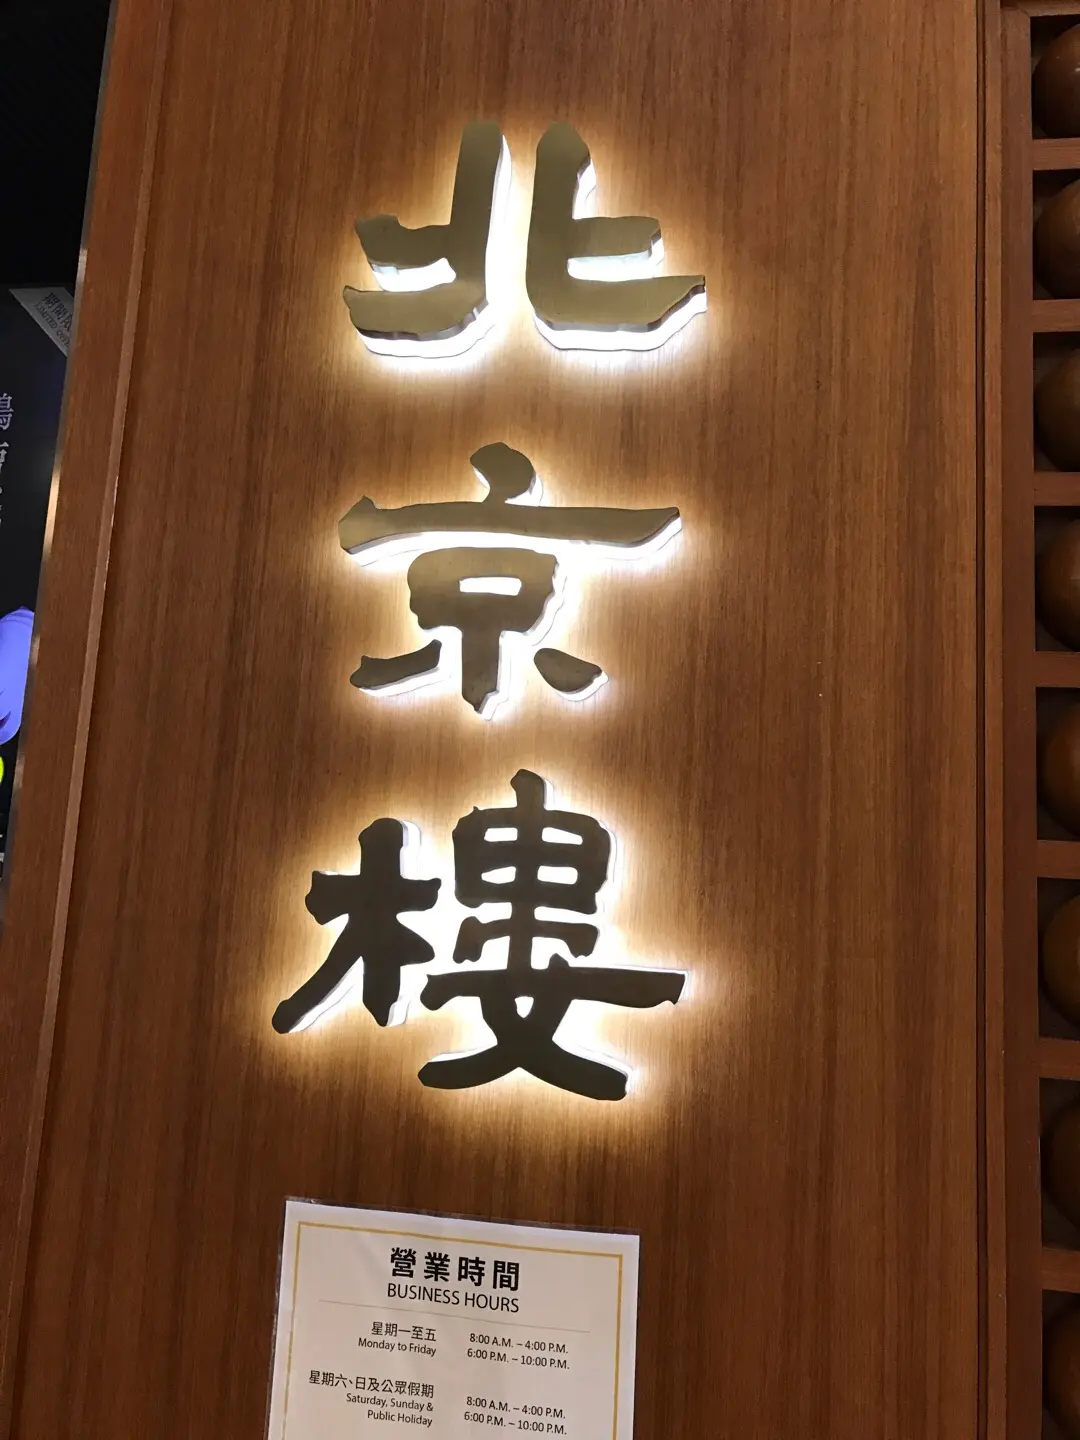 北京樓
營業時間
BUSINESS HOURS
星期一至五
Monday to Friday
8:00 A.M. – 4:00 P.M.
6:00 P.M. – 10:00 P.M.
星期六、日及公眾假期
Saturday, Sunday &
Public Holiday
8:00 A.M. – 4:00 P.M.
6:00 P.M. – 10:00 P.M.